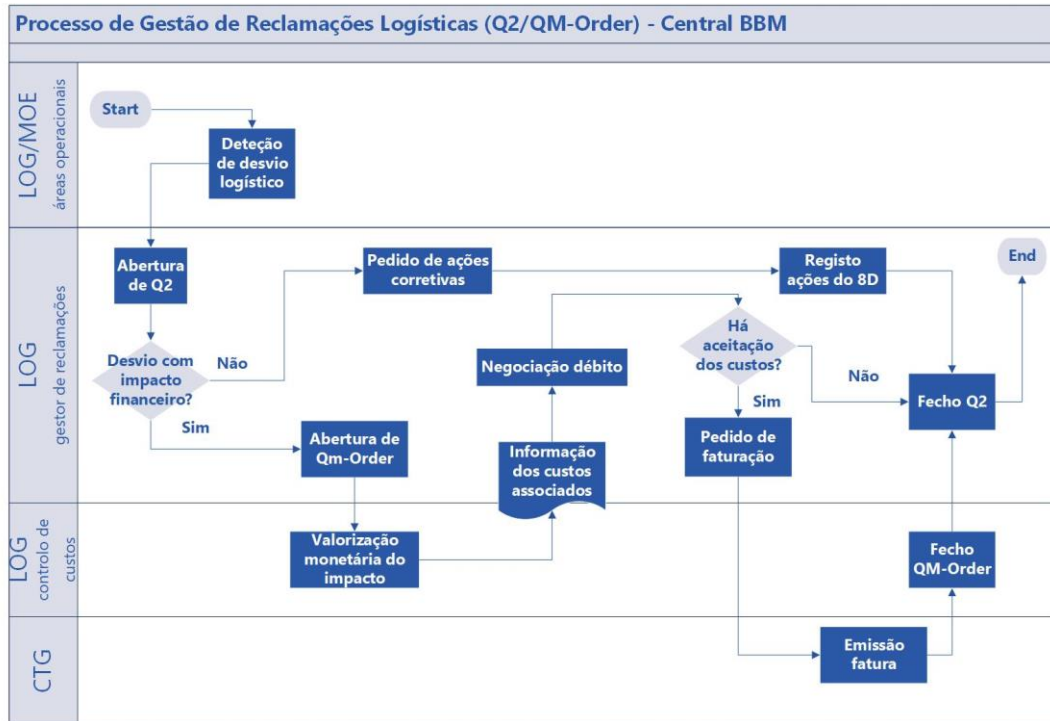 Processo de Gestão de Reclamações Logísticas (Q2/QM-Order) - Central BBM
LOG/MOE
áreas operacionais
Start
Deteção
de desvio
logístico
LOG
gestor de reclamações
Abertura
de Q2
Pedido de ações
corretivas
Registo
ações do 8D
End
Desvio com
impacto
financeiro?
Não
Sim
Negociação débito
Há
aceitação
dos custos?
Não
Sim
Fecho Q2
Abertura de
Qm-Order
Informação
dos custos
associados
Pedido de
faturação
LOG
controlo de
custos
Valorização
monetária do
impacto
Fecho
QM-Order
CTG
Emissão
fatura